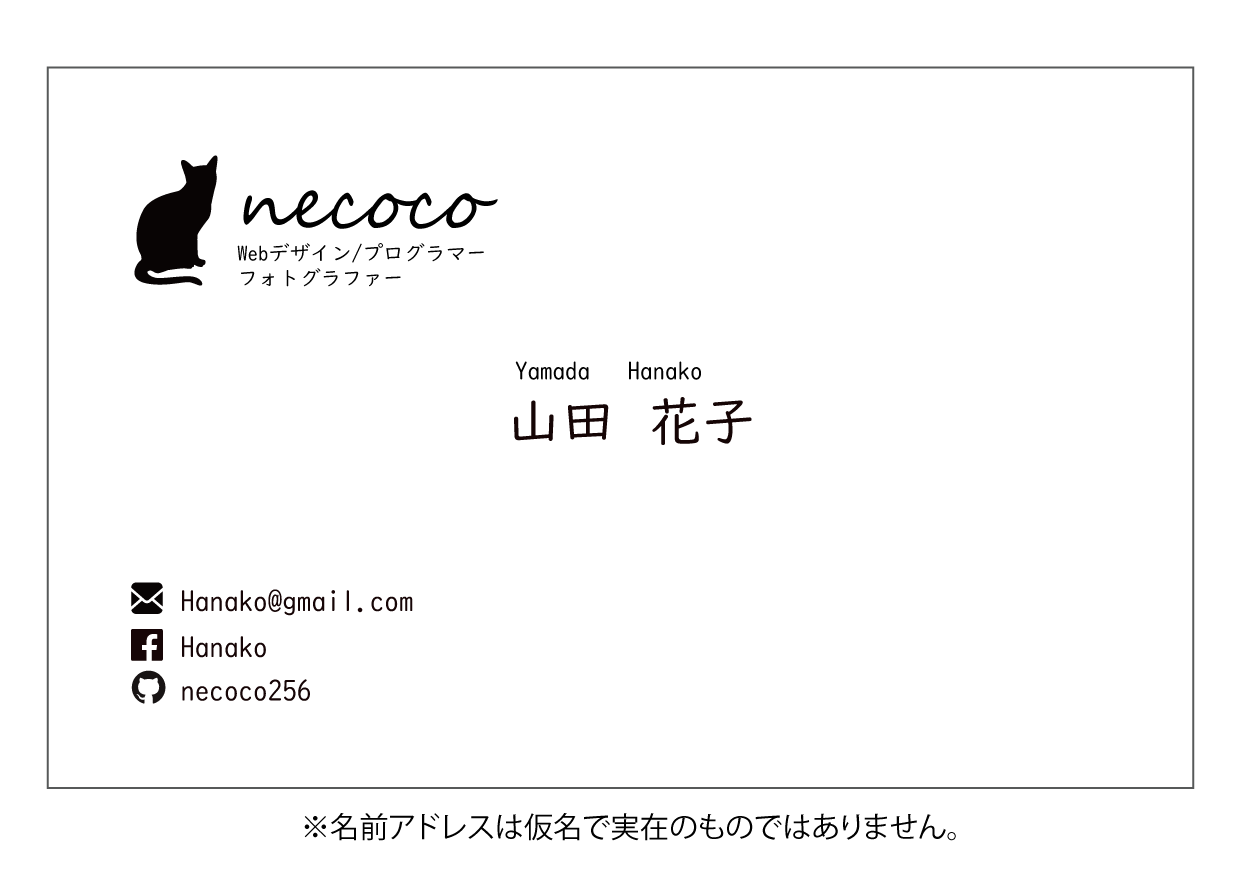 necoco
Webデザイン/プログラマー
フォトグラファー
Yamada Hanako
山田 花子
Hanako@gmail.com
Hanako
necoco256
※名前アドレスは仮名で実在のものではありません。